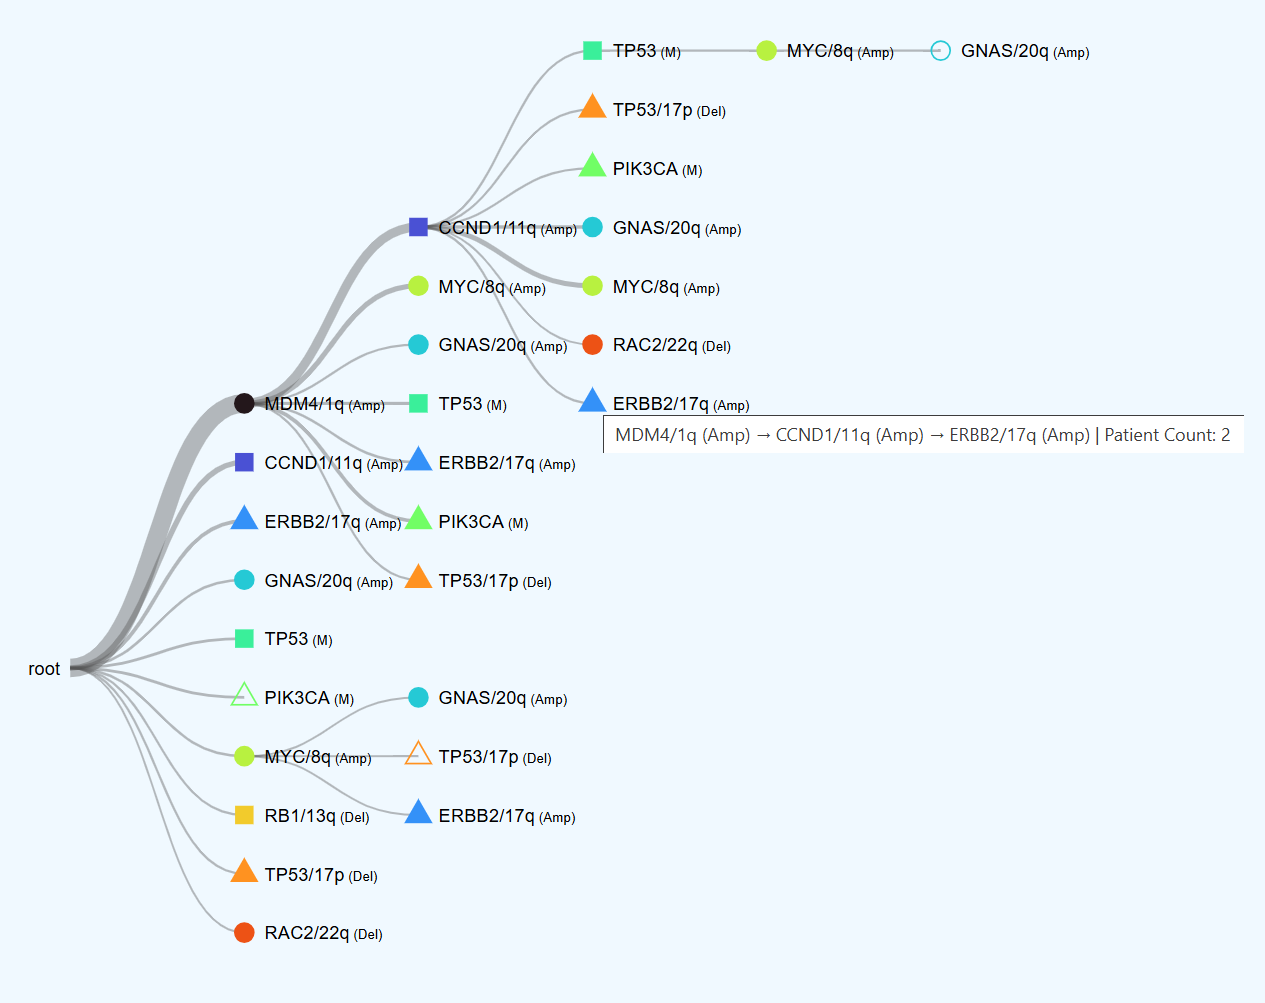 TP53 (M) MYC/8q (Amp) GNAS/20q (Amp)
TP53/17p (Del)
PIK3CA (M)
CCND1/11q (Amp) GNAS/20q (Amp)
MYC/8q (Amp) MYC/8q (Amp)
GNAS/20q (Amp) RAC2/22q (Del)
MDM4/1q (Amp) TP53 (M) ERBB2/17q (Amp)
MDM4/1q (Amp) → CCND1/11q (Amp) → ERBB2/17q (Amp) | Patient Count: 2
CCND1/11q (Amp) ERBB2/17q (Amp)
ERBB2/17q (Amp) PIK3CA (M)
GNAS/20q (Amp) TP53/17p (Del)
TP53 (M)
root
PIK3CA (M) GNAS/20q (Amp)
MYC/8q (Amp) TP53/17p (Del)
RB1/13q (Del) ERBB2/17q (Amp)
TP53/17p (Del)
RAC2/22q (Del)